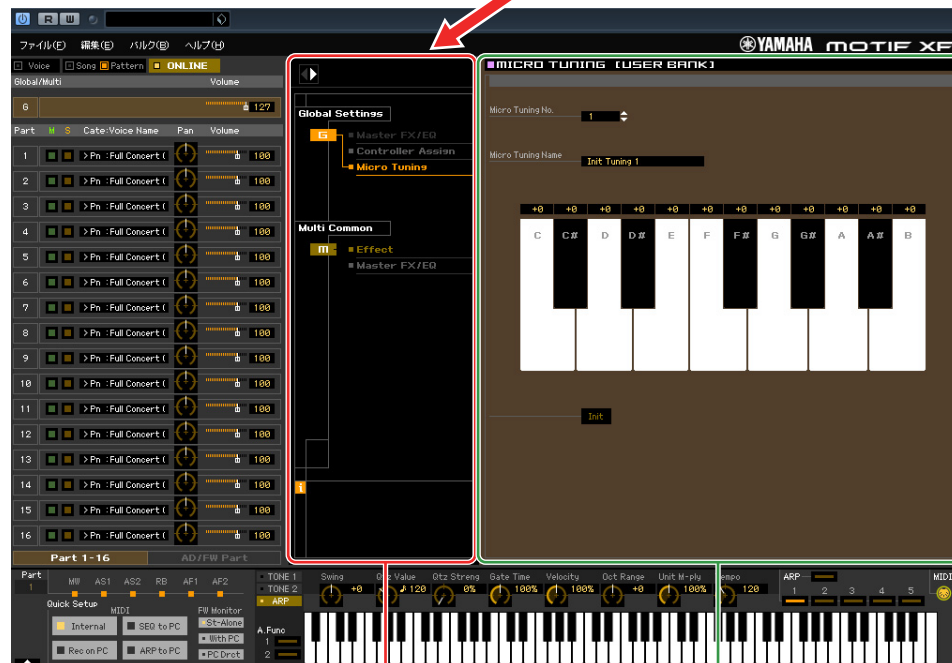 R W
ファイル(F) 編集(E) バルク(B) ヘルプ(H)
YAMAHA MOTIF XF
Voice Song Pattern ONLINE
Global/Multi Volume
G 127
Part M S Cate:Voice Name Pan Volume
1 >Pn :Full Concert ( 100
2 >Pn :Full Concert ( 100
3 >Pn :Full Concert ( 100
4 >Pn :Full Concert ( 100
5 >Pn :Full Concert ( 100
6 >Pn :Full Concert ( 100
7 >Pn :Full Concert ( 100
8 >Pn :Full Concert ( 100
9 >Pn :Full Concert ( 100
10 >Pn :Full Concert ( 100
11 >Pn :Full Concert ( 100
12 >Pn :Full Concert ( 100
13 >Pn :Full Concert ( 100
14 >Pn :Full Concert ( 100
15 >Pn :Full Concert ( 100
16 >Pn :Full Concert ( 100
Part 1-16 AD/FW Part
Global Settings
G Master FX/EQ
Controller Assign
Micro Tuning
Multi Common
m Effect
Master FX/EQ
i
MICRO TUNING [USER BANK]
Micro Tuning No. 1
Micro Tuning Name Init Tuning 1
+0 +0 +0 +0 +0 +0 +0 +0 +0 +0 +0 +0
C C# D D# E F F# G G# A A# B
Init
Part
1
MW AS1 AS2 RB AF1 AF2
Quick Setup MIDI FW Monitor
Internal SEQ to PC St-Alone
With PC
Rec on PC ARP to PC PC Drct
TONE 1
TONE 2
ARP
A.Func
1
2
Swing Qtz Value Qtz Streng Gate Time Velocity Oct Range Unit M-ply Tempo
+0 120 0% 100% 100% +0 100% 120
ARP
1 2 3 4 5
MIDI